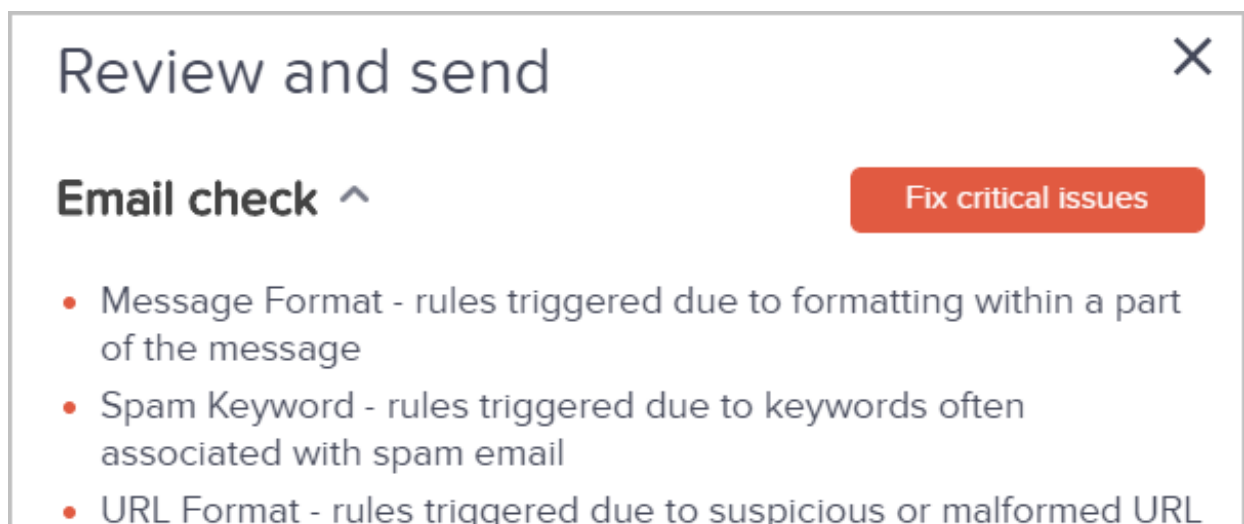 Review and send
Email check
Fix critical issues
• Message Format - rules triggered due to formatting within a part
of the message
• Spam Keyword - rules triggered due to keywords often
associated with spam email
• URL Format - rules triggered due to suspicious or malformed URL